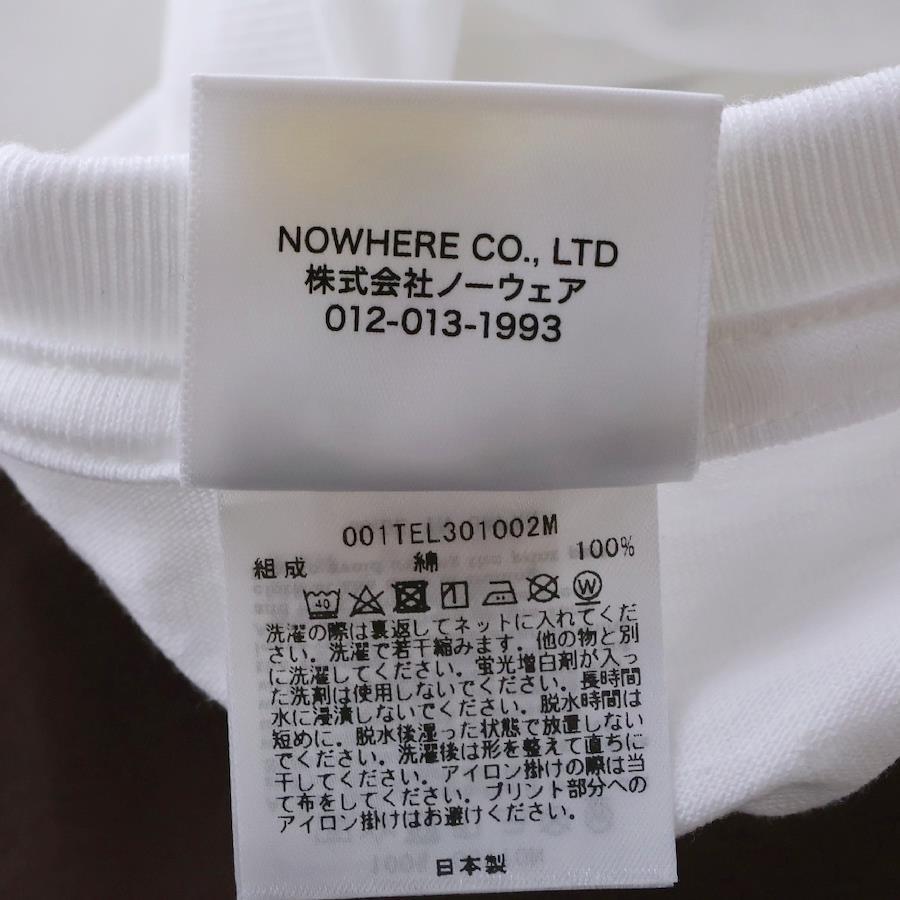 NOWHERE CO., LTD
株式会社ノーウェア
012-013-1993
001TEL301002M
組成 綿 100%
40 W
洗濯の際は裏返してネットに入れてくだ
さい。洗濯で若干縮みます。他の物と別
に洗濯してください。蛍光増白剤が入っ
た洗剤は使用しないでください。長時間
水に浸漬しないでください。脱水時間は
短めに。脱水後湿った状態で放置しない
でください。洗濯後は形を整えて直ちに
干してください。アイロン掛けの際は当
て布をしてください。プリント部分への
アイロン掛けはお避けください。
日本製